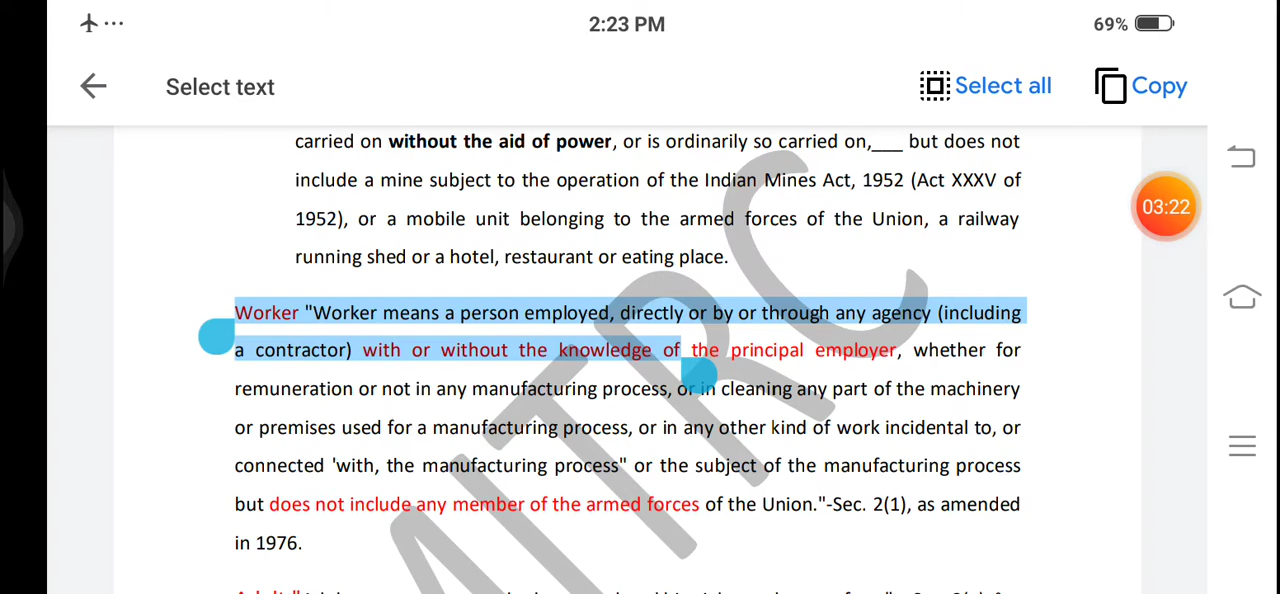 2:23 PM
69%
Select text
Select all
Copy
03:22
carried on without the aid of power, or is ordinarily so carried on,___ but does not
include a mine subject to the operation of the Indian Mines Act, 1952 (Act XXXV of
1952), or a mobile unit belonging to the armed forces of the Union, a railway
running shed or a hotel, restaurant or eating place.
Worker "Worker means a person employed, directly or by or through any agency (including
a contractor) with or without the knowledge of the principal employer, whether for
remuneration or not in any manufacturing process, or in cleaning any part of the machinery
or premises used for a manufacturing process, or in any other kind of work incidental to, or
connected 'with, the manufacturing process" or the subject of the manufacturing process
but does not include any member of the armed forces of the Union."-Sec. 2(1), as amended
in 1976.
MITRC